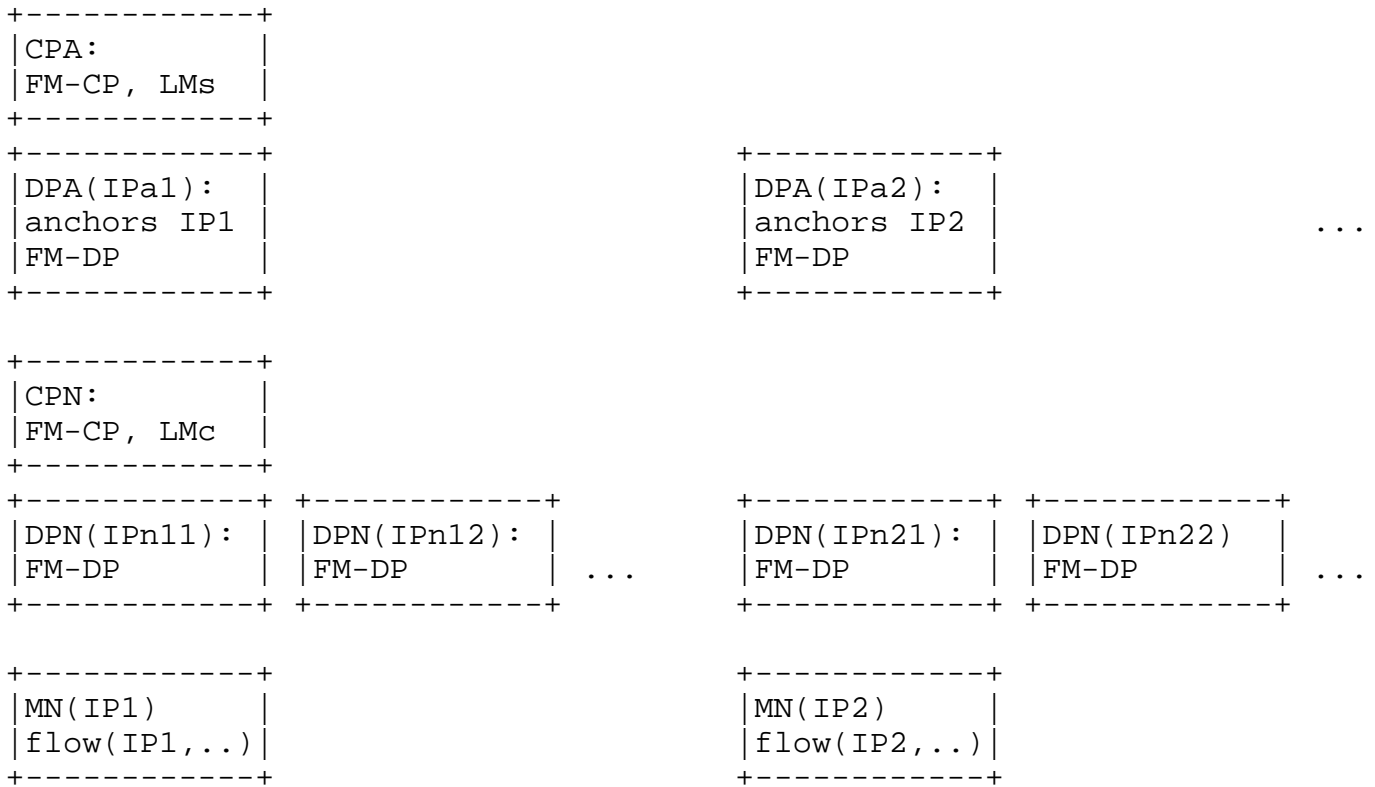 +------------+
|CPA:        |
|FM-CP, LMs  |
+------------+
+------------+                            +------------+
|DPA(IPa1):  |                            |DPA(IPa2):  |
|anchors IP1 |                            |anchors IP2 |                 ...
|FM-DP       |                            |FM-DP       |
+------------+                            +------------+

+------------+
|CPN:        |
|FM-CP, LMc  |
+------------+
+------------+ +------------+             +------------+ +------------+
|DPN(IPn11): | |DPN(IPn12): |             |DPN(IPn21): | |DPN(IPn22)  |
|FM-DP       | |FM-DP       | ...         |FM-DP       | |FM-DP       | ...
+------------+ +------------+             +------------+ +------------+

+------------+                            +------------+
|MN(IP1)     |                            |MN(IP2)     |
|flow(IP1,..)|                            |flow(IP2,..)|
+------------+                            +------------+